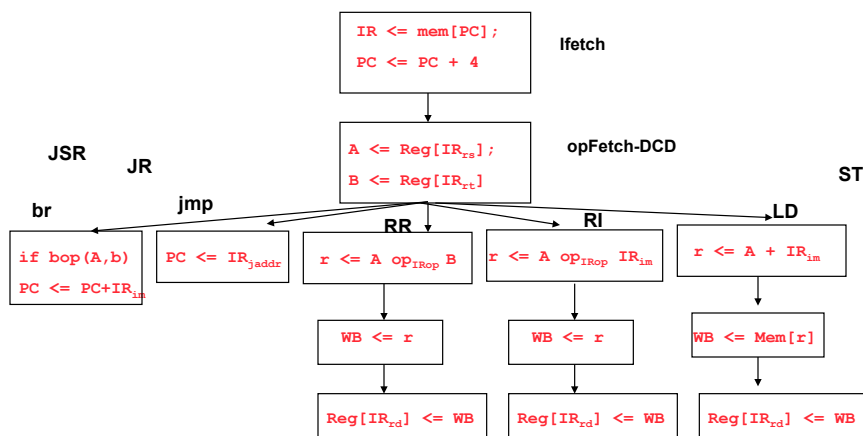 IR <= mem[PC];
PC <= PC + 4
Ifetch
A <= Reg[IRrs];
B <= Reg[IRrt]
opFetch-DCD
JSR
JR
ST
br
jmp
RR
RI
LD
if bop(A,b)
PC <= PC+IRim
PC <= IRjaddr
r <= A opIRop B
r <= A opIRop IRim
r <= A + IRim
WB <= r
WB <= r
WB <= Mem[r]
Reg[IRrd] <= WB
Reg[IRrd] <= WB
Reg[IRrd] <= WB